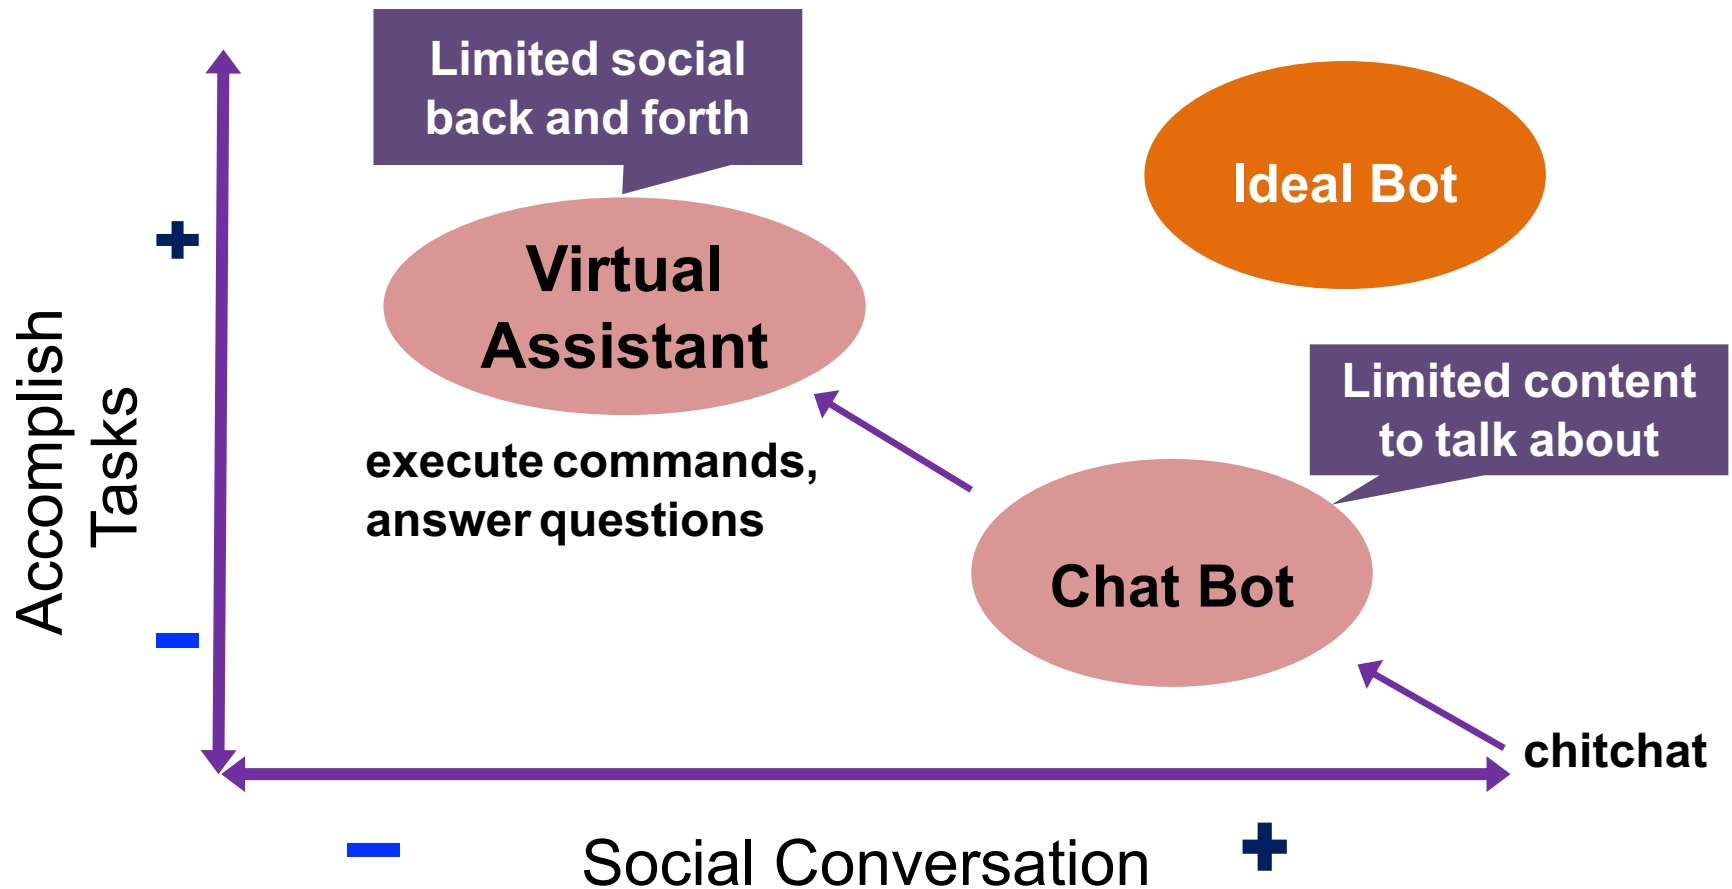 Limited social
back and forth
Ideal Bot
Virtual
Assistant
Limited content
to talk about
execute commands,
answer questions
Chat Bot
chitchat
Accomplish
Tasks
Social Conversation